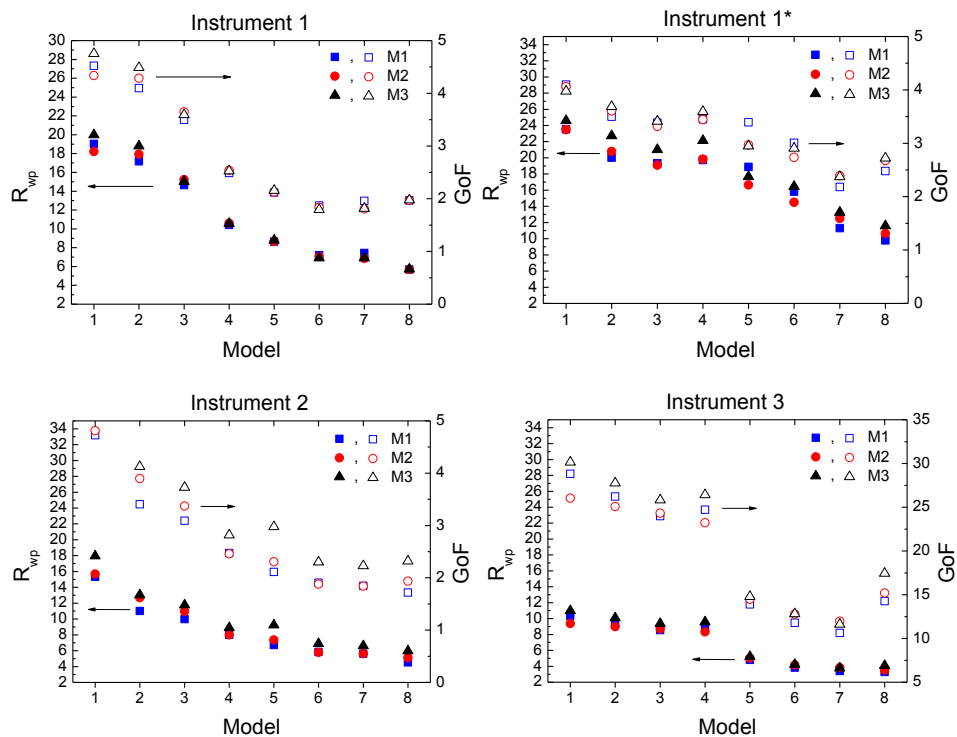 Instrument 1
30
28
26
24
22
20
18
16
14
12
10
8
6
4
2
R_wp
5
4
3
2
1
0
GoF
, M1
, M2
, M3
1 2 3 4 5 6 7 8
Model
Instrument 1*
34
32
30
28
26
24
22
20
18
16
14
12
10
8
6
4
2
R_wp
5
4
3
2
1
0
GoF
, M1
, M2
, M3
1 2 3 4 5 6 7 8
Model
Instrument 2
34
32
30
28
26
24
22
20
18
16
14
12
10
8
6
4
2
R_wp
5
4
3
2
1
0
GoF
, M1
, M2
, M3
1 2 3 4 5 6 7 8
Model
Instrument 3
34
32
30
28
26
24
22
20
18
16
14
12
10
8
6
4
2
R_wp
35
30
25
20
15
10
5
GoF
, M1
, M2
, M3
1 2 3 4 5 6 7 8
Model